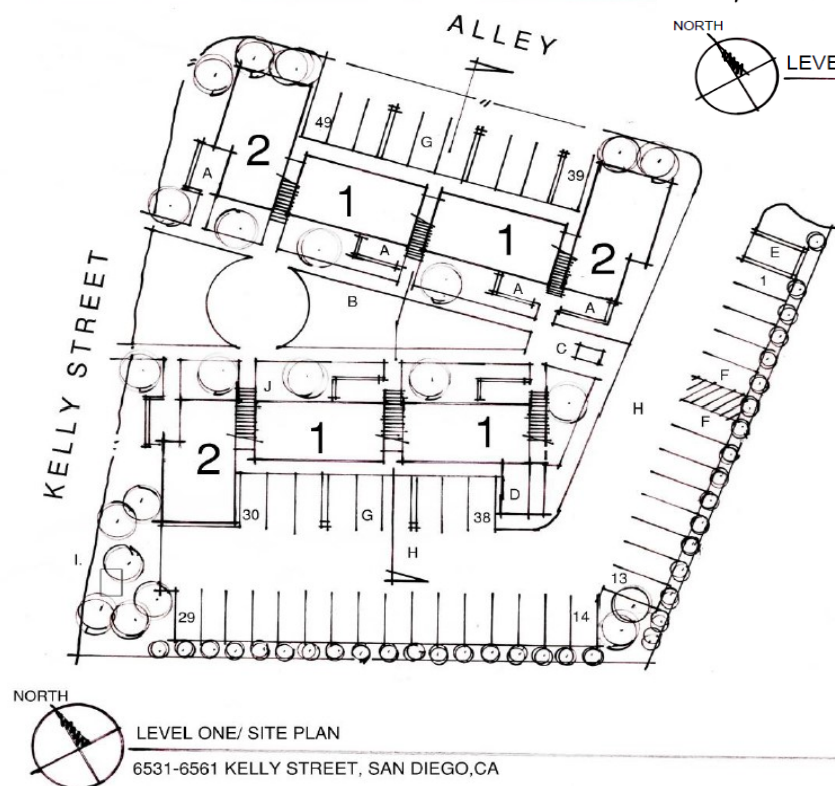 ALLEY
NORTH
LEVE
49
G
39
2
A
1
1
2
A
A
A
B
E
1
KELLY STREET
C
F
J
H
F
1
1
2
D
30
G
38
H
I.
13
29
14
NORTH
LEVEL ONE/ SITE PLAN
6531-6561 KELLY STREET, SAN DIEGO,CA